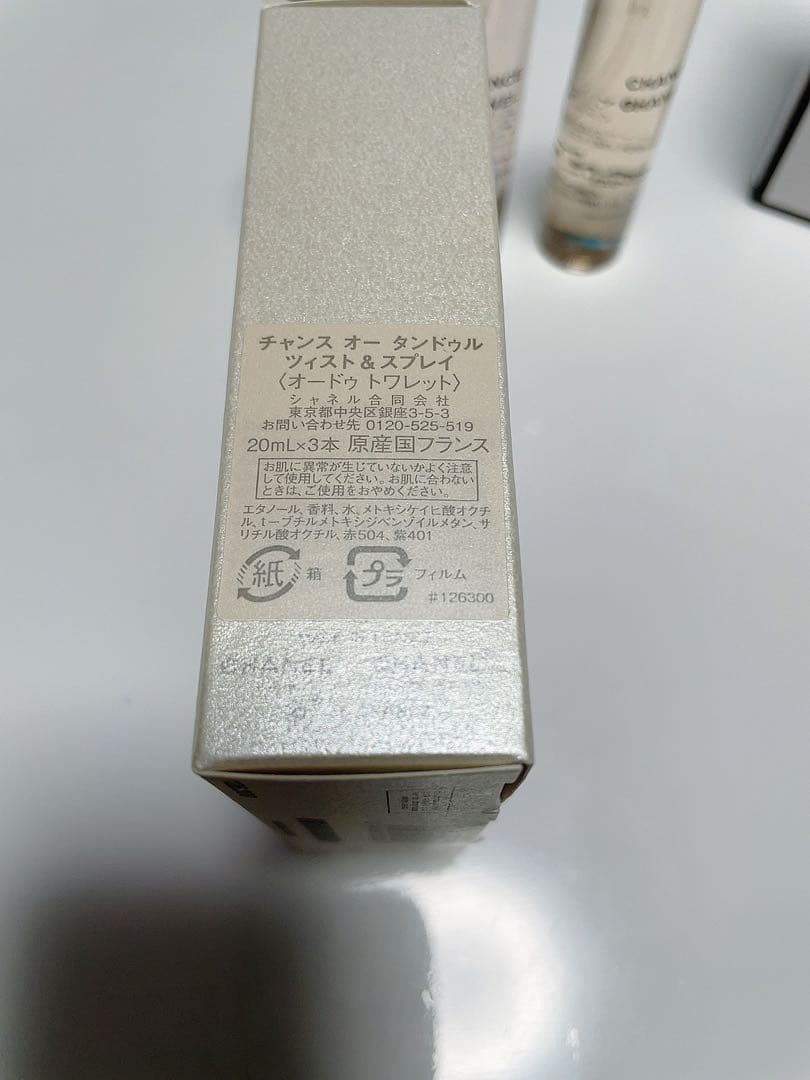 チャンス オー タンドゥル
ツィスト＆スプレイ
〈オードゥ トワレット〉
シャネル合同会社
東京都中央区銀座3-5-3
お問い合わせ先 0120-525-519
20mL×3本 原産国フランス
お肌に異常が生じていないかよく注意
して使用してください。お肌に合わない
ときは、ご使用をおやめください。
エタノール、香料、水、メトキシケイヒ酸オクチ
ル、t－ブチルメトキシジベンゾイルメタン、サ
リチル酸オクチル、赤504、紫401
紙 箱 プラ フィルム
#126300
CHANEL CHANEL